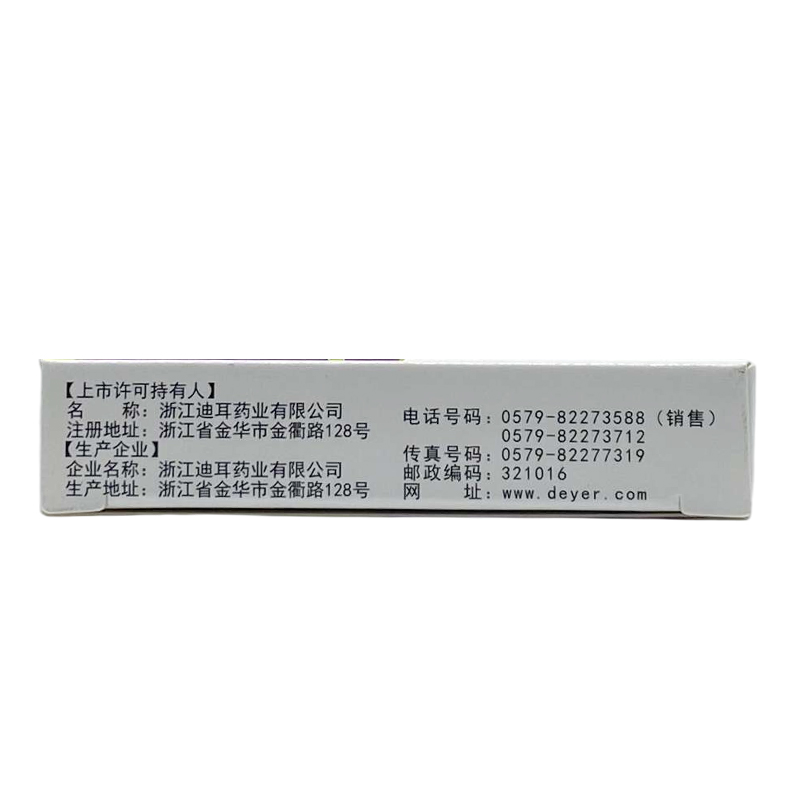 【上市许可持有人】
名　　称：浙江迪耳药业有限公司
注册地址：浙江省金华市金衢路128号
【生产企业】
企业名称：浙江迪耳药业有限公司
生产地址：浙江省金华市金衢路128号
电话号码：0579-82273588（销售）
0579-82273712
传真号码：0579-82277319
邮政编码：321016
网　　址：www.deyer.com